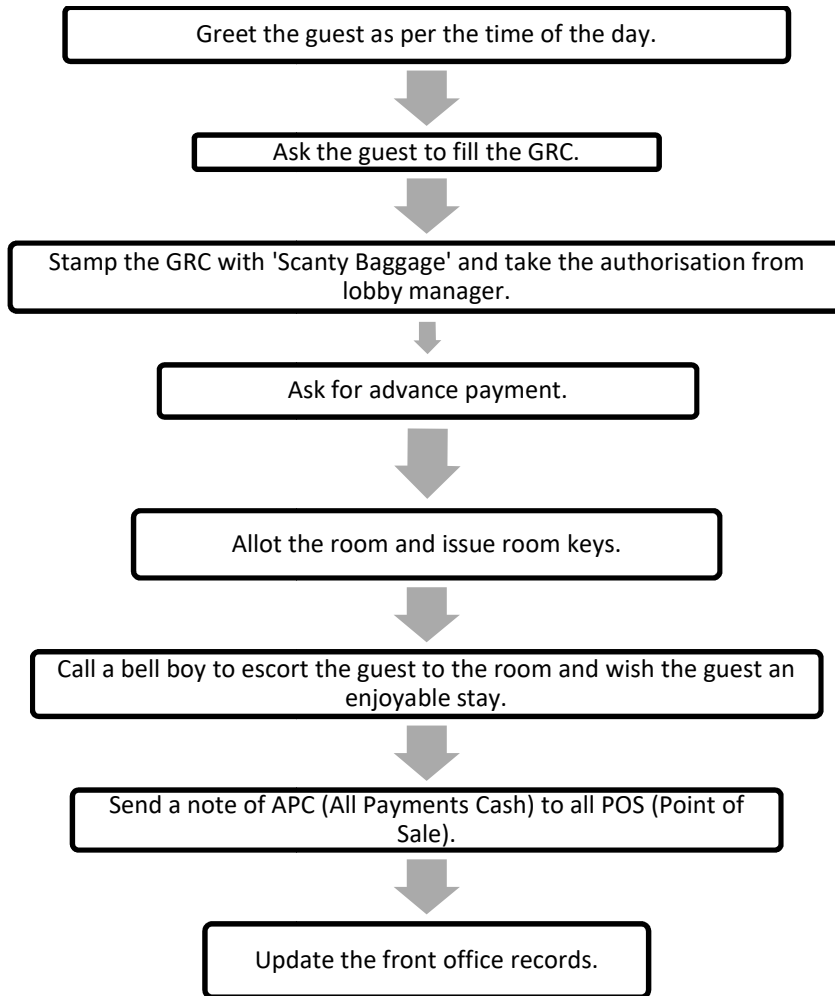 Greet the guest as per the time of the day.
Ask the guest to fill the GRC.
Stamp the GRC with 'Scanty Baggage' and take the authorisation from
lobby manager.
Ask for advance payment.
Allot the room and issue room keys.
Call a bell boy to escort the guest to the room and wish the guest an
enjoyable stay.
Send a note of APC (All Payments Cash) to all POS (Point of
Sale).
Update the front office records.